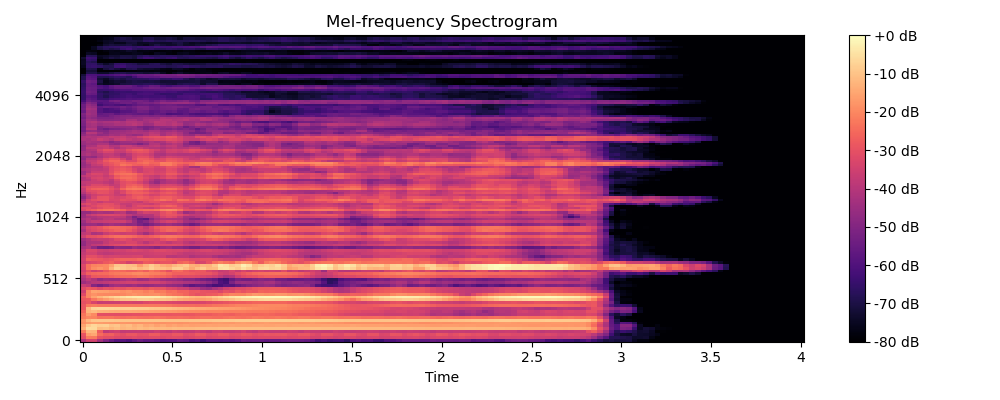 Mel-frequency Spectrogram
Hz
4096
2048
1024
512
0
0 0.5 1 1.5 2 2.5 3 3.5 4
Time
+0 dB
-10 dB
-20 dB
-30 dB
-40 dB
-50 dB
-60 dB
-70 dB
-80 dB